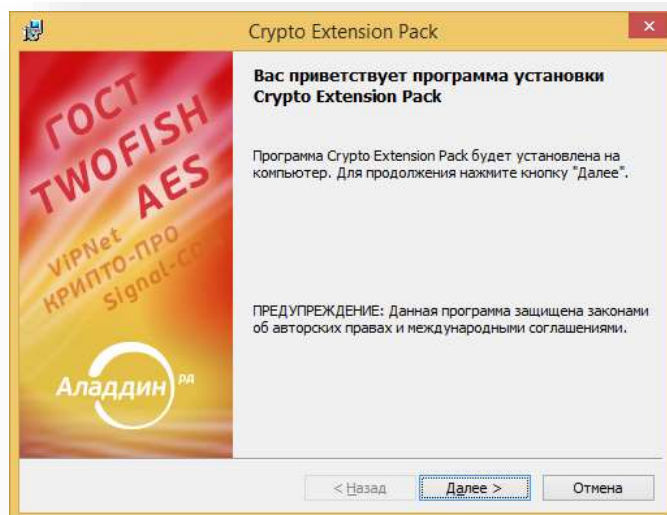 Crypto Extension Pack
Вас приветствует программа установки
Crypto Extension Pack
Программа Crypto Extension Pack будет установлена на
компьютер. Для продолжения нажмите кнопку "Далее".
ПРЕДУПРЕЖДЕНИЕ: Данная программа защищена законами
об авторских правах и международными соглашениями.
ГОСТ
TWOFISH
AES
ViPNet
КРИПТО-ПРО
Аладдин РД
< Назад
Далее >
Отмена